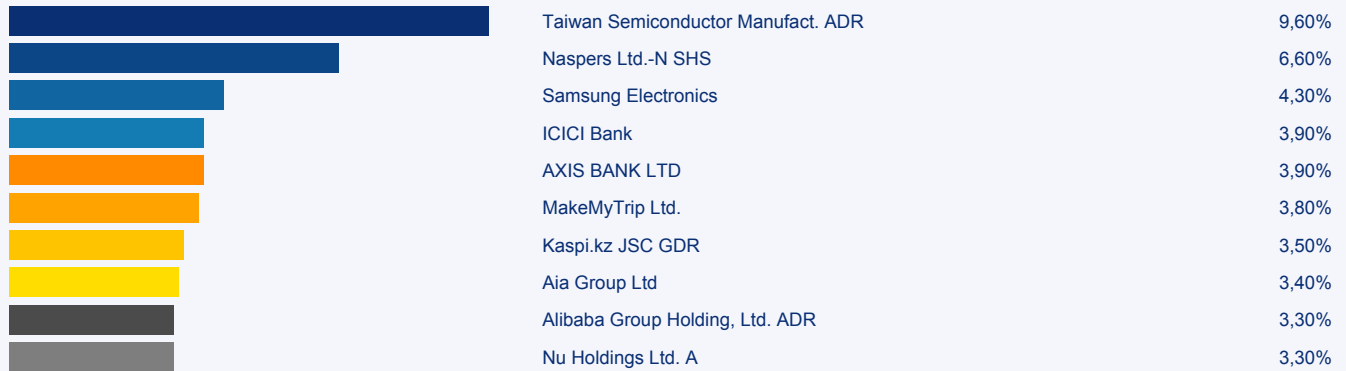 Taiwan Semiconductor Manufact. ADR 9,60%
Naspers Ltd.-N SHS 6,60%
Samsung Electronics 4,30%
ICICI Bank 3,90%
AXIS BANK LTD 3,90%
MakeMyTrip Ltd. 3,80%
Kaspi.kz JSC GDR 3,50%
Aia Group Ltd 3,40%
Alibaba Group Holding, Ltd. ADR 3,30%
Nu Holdings Ltd. A 3,30%